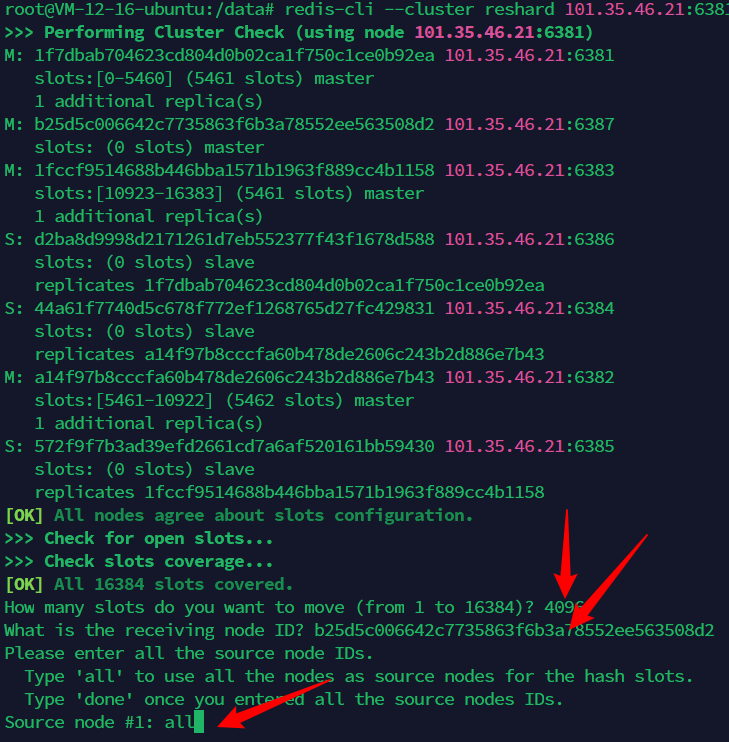 root@VM-12-16-ubuntu:/data# redis-cli --cluster reshard 101.35.46.21:6381
>>> Performing Cluster Check (using node 101.35.46.21:6381)
M: 1f7dbab704623cd804d0b02ca1f750c1ce0b92ea 101.35.46.21:6381
   slots:[0-5460] (5461 slots) master
   1 additional replica(s)
M: b25d5c006642c7735863f6b3a78552ee563508d2 101.35.46.21:6387
   slots: (0 slots) master
M: 1fccf9514688b446bba1571b1963f889cc4b1158 101.35.46.21:6383
   slots:[10923-16383] (5461 slots) master
   1 additional replica(s)
S: d2ba8d9998d2171261d7eb552377f43f1678d588 101.35.46.21:6386
   slots: (0 slots) slave
   replicates 1f7dbab704623cd804d0b02ca1f750c1ce0b92ea
S: 44a61f7740d5c678f772ef1268765d27fc429831 101.35.46.21:6384
   slots: (0 slots) slave
   replicates a14f97b8cccfa60b478de2606c243b2d886e7b43
M: a14f97b8cccfa60b478de2606c243b2d886e7b43 101.35.46.21:6382
   slots:[5461-10922] (5462 slots) master
   1 additional replica(s)
S: 572f9f7b3ad39efd2661cd7a6af520161bb59430 101.35.46.21:6385
   slots: (0 slots) slave
   replicates 1fccf9514688b446bba1571b1963f889cc4b1158
[OK] All nodes agree about slots configuration.
>>> Check for open slots...
>>> Check slots coverage...
[OK] All 16384 slots covered.
How many slots do you want to move (from 1 to 16384)? 4096
What is the receiving node ID? b25d5c006642c7735863f6b3a78552ee563508d2
Please enter all the source node IDs.
  Type 'all' to use all the nodes as source nodes for the hash slots.
  Type 'done' once you entered all the source nodes IDs.
Source node #1: all